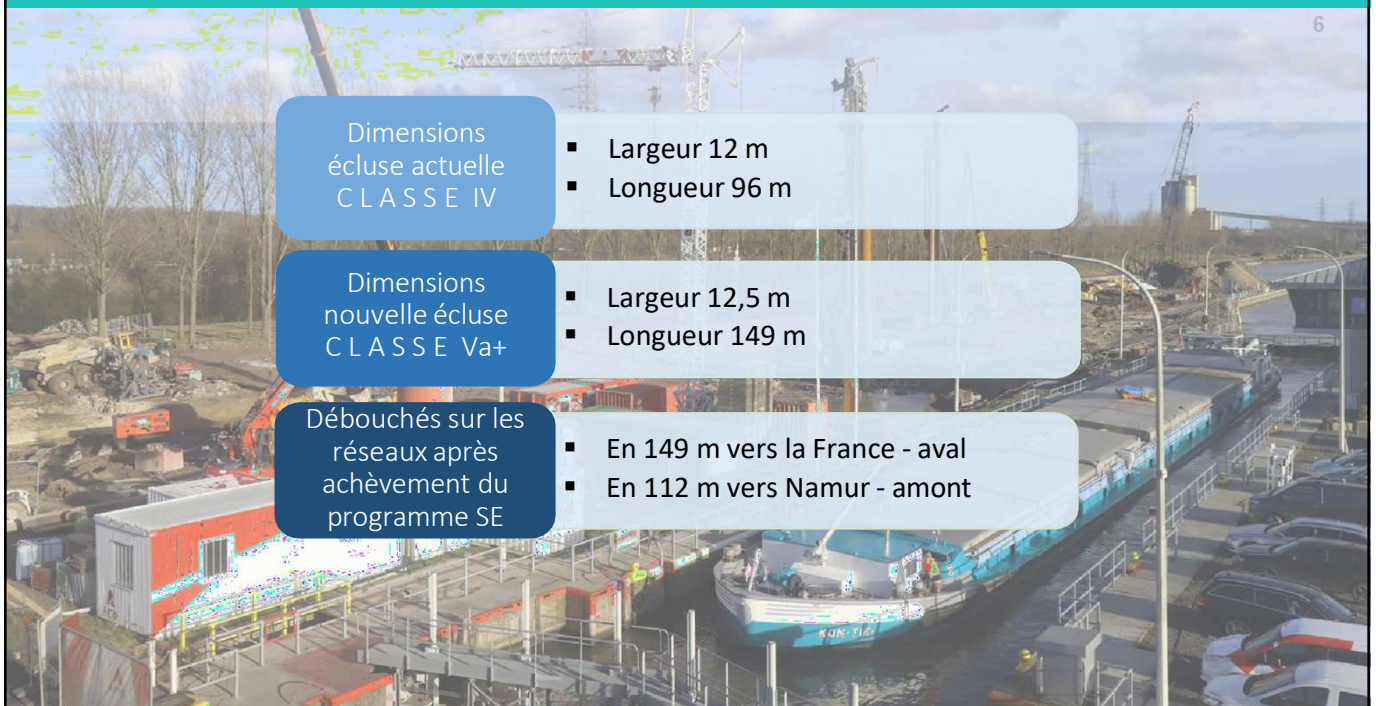 6
Dimensions
écluse actuelle
CLASSE IV
▪ Largeur 12 m
▪ Longueur 96 m
Dimensions
nouvelle écluse
CLASSE Va+
▪ Largeur 12,5 m
▪ Longueur 149 m
Débouchés sur les
réseaux après
achèvement du
programme SE
▪ En 149 m vers la France - aval
▪ En 112 m vers Namur - amont